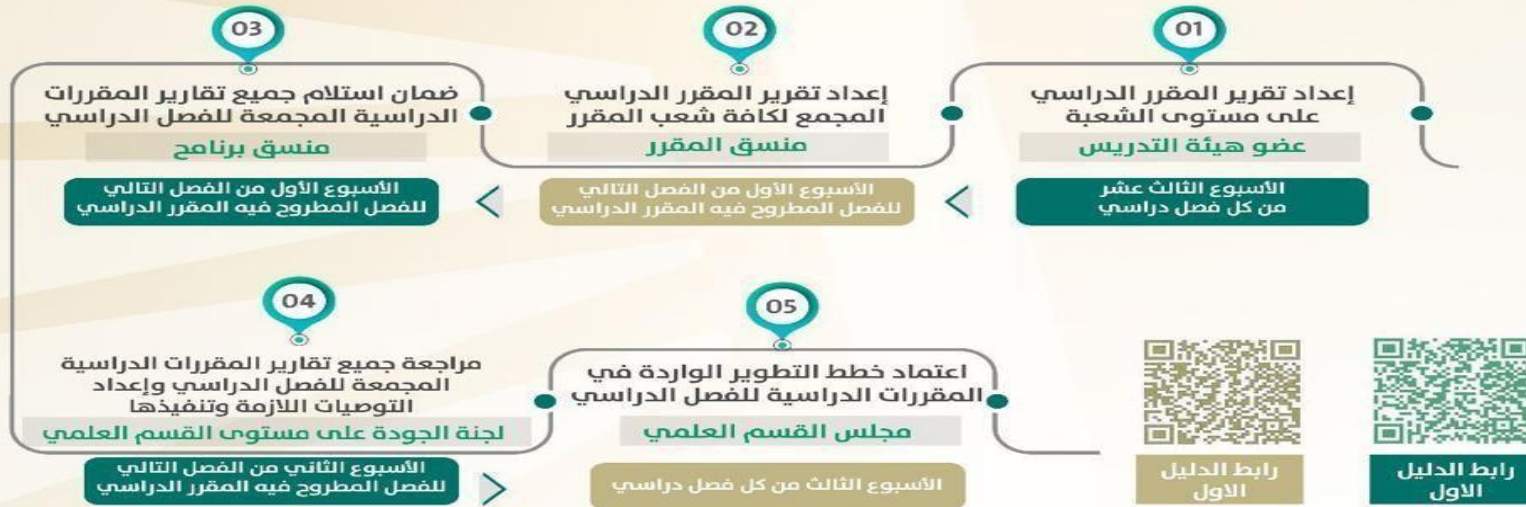 01
إعداد تقرير المقرر الدراسي
على مستوى الشعبة
عضو هيئة التدريس
الأسبوع الثالث عشر
من كل فصل دراسي
02
إعداد تقرير المقرر الدراسي
المجمع لكافة شعب المقرر
منسق المقرر
الأسبوع الأول من الفصل التالي
للفصل المطروح فيه المقرر الدراسي
03
ضمان استلام جميع تقارير المقررات
الدراسية المجمعة للفصل الدراسي
منسق برنامج
الأسبوع الأول من الفصل التالي
للفصل المطروح فيه المقرر الدراسي
04
مراجعة جميع تقارير المقررات الدراسية
المجمعة للفصل الدراسي وإعداد
التوصيات اللازمة وتنفيذها
لجنة الجودة على مستوى القسم العلمي
الأسبوع الثاني من الفصل التالي
للفصل المطروح فيه المقرر الدراسي
05
اعتماد خطط التطوير الواردة في
المقررات الدراسية للفصل الدراسي
مجلس القسم العلمي
الأسبوع الثالث من كل فصل دراسي
رابط الدليل
الاول
رابط الدليل
الاول